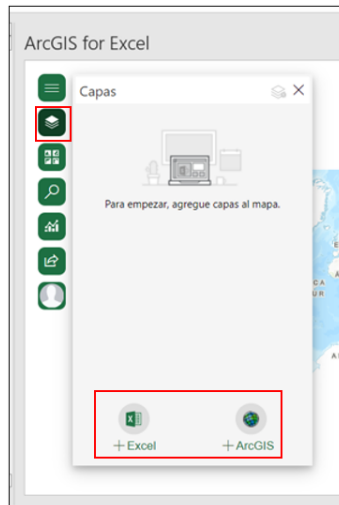 ArcGIS for Excel
Capas
Para empezar, agregue capas al mapa.
+ Excel
+ ArcGIS